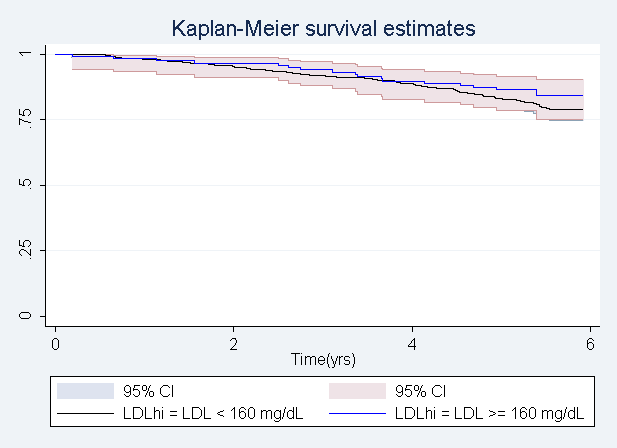 Kaplan-Meier survival estimates
1
.75
.5
.25
0
0 2 4 6
Time(yrs)
95% CI 95% CI
LDLhi = LDL < 160 mg/dL LDLhi = LDL >= 160 mg/dL